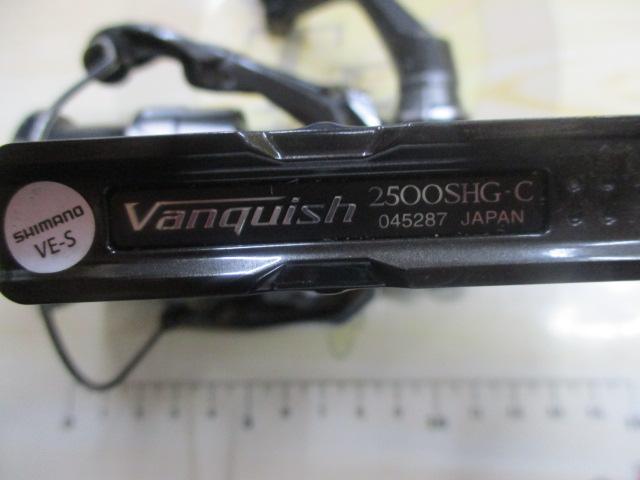 SHIMANO
VE-S
Vanquish 2500SHG-C
045287 JAPAN